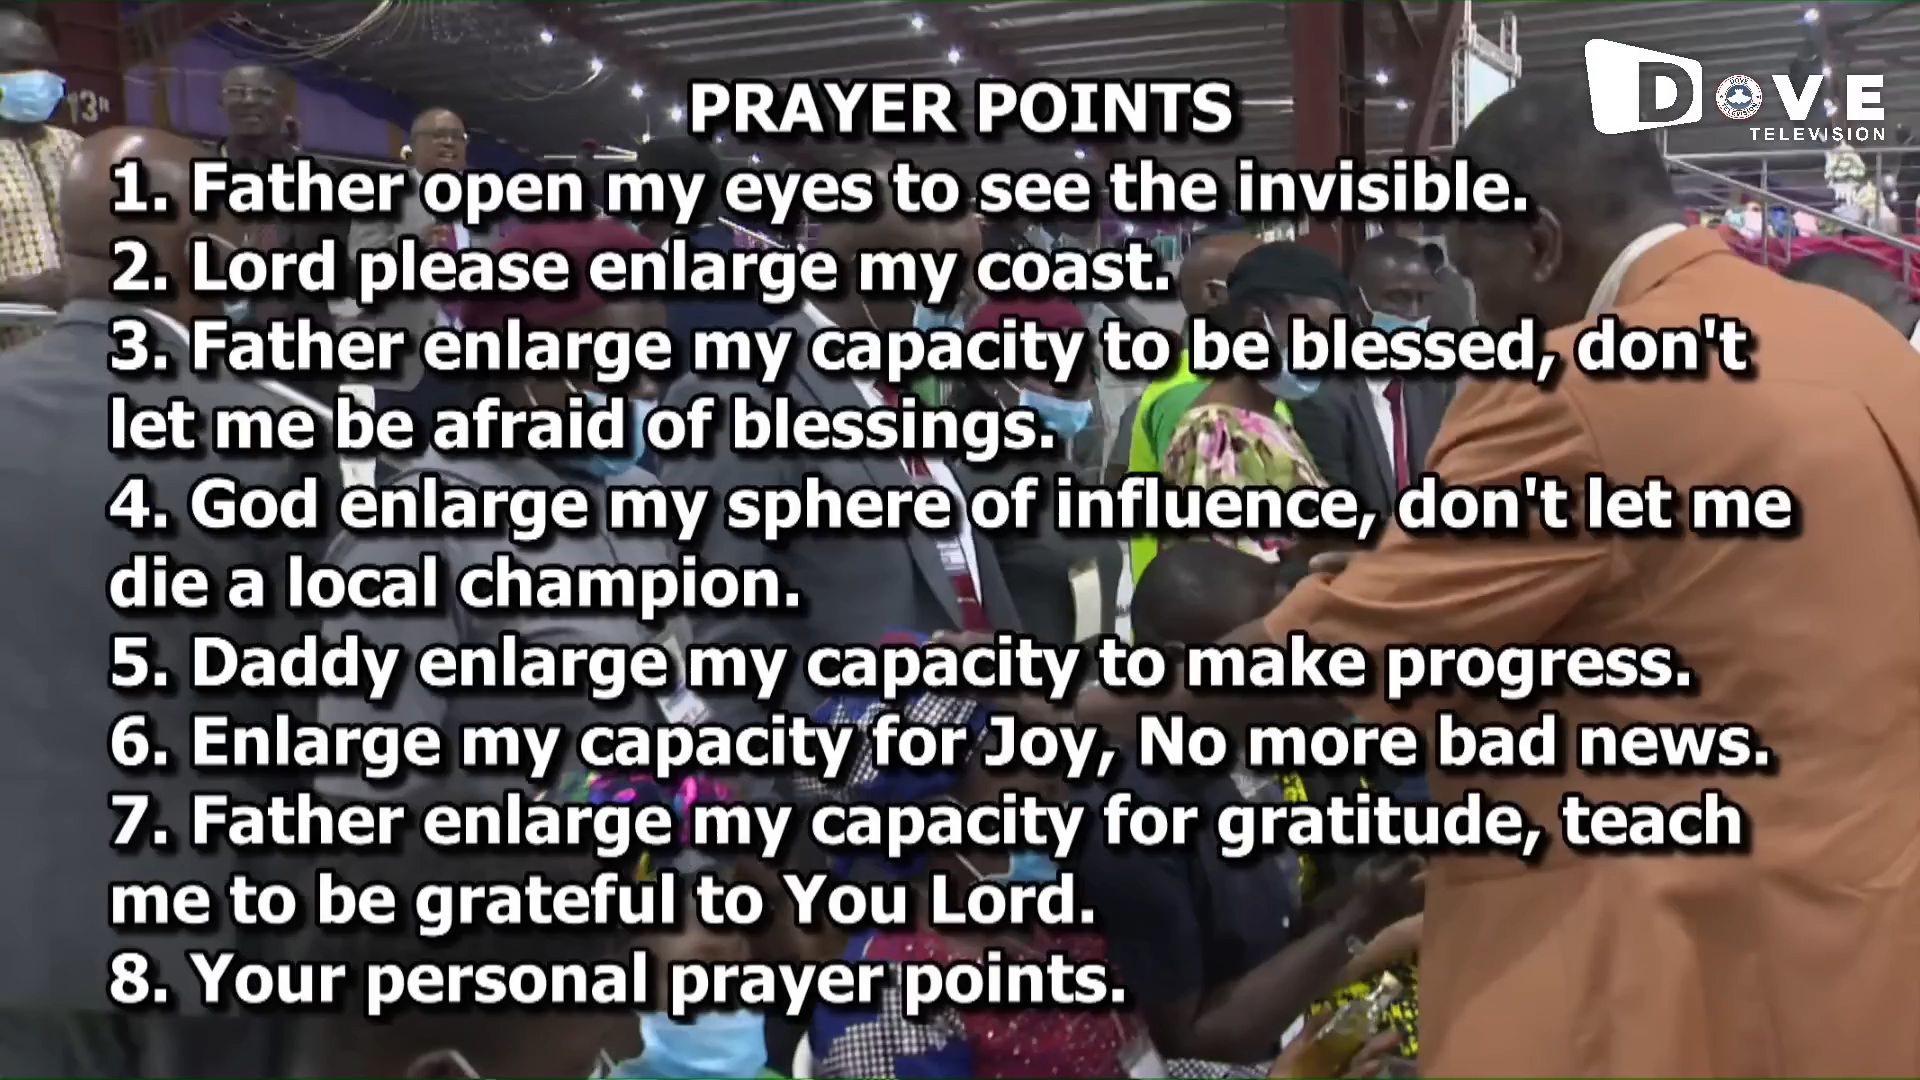 PRAYER POINTS
1. Father open my eyes to see the invisible.
2. Lord please enlarge my coast.
3. Father enlarge my capacity to be blessed, don't
let me be afraid of blessings.
4. God enlarge my sphere of influence, don't let me
die a local champion.
5. Daddy enlarge my capacity to make progress.
6. Enlarge my capacity for Joy, No more bad news.
7. Father enlarge my capacity for gratitude, teach
me to be grateful to You Lord.
8. Your personal prayer points.
DOVE
TELEVISION
13